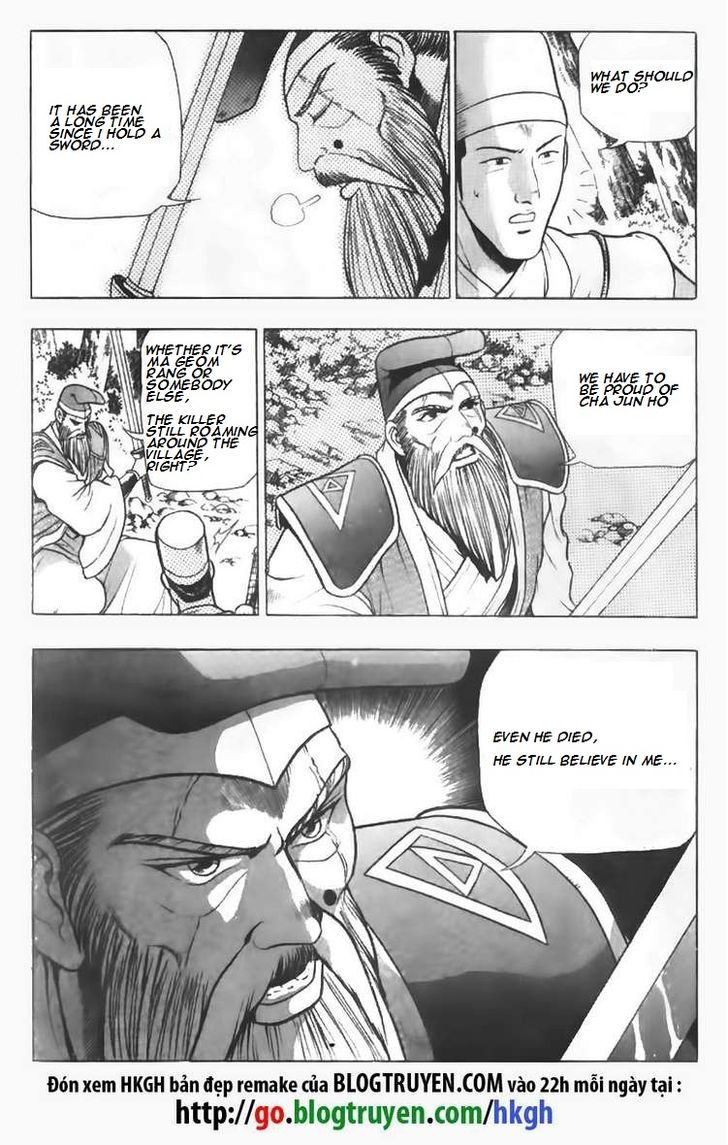 IT HAS BEEN
A LONG TIME
SINCE I HOLD A
SWORD...
WHAT SHOULD
WE DO?
WHETHER IT'S
MA GEOM
RANG OR
SOMEBODY
ELSE,
THE KILLER
STILL ROAMING
AROUND THE
VILLAGE,
RIGHT?
WE HAVE TO
BE PROUD OF
CHA JUN HO
EVEN HE DIED,
HE STILL BELIEVE IN ME...
Đón xem HKGH bản đẹp remake của BLOGTRUYEN.COM vào 22h mỗi ngày tại :
http://go.blogtruyen.com/hkgh